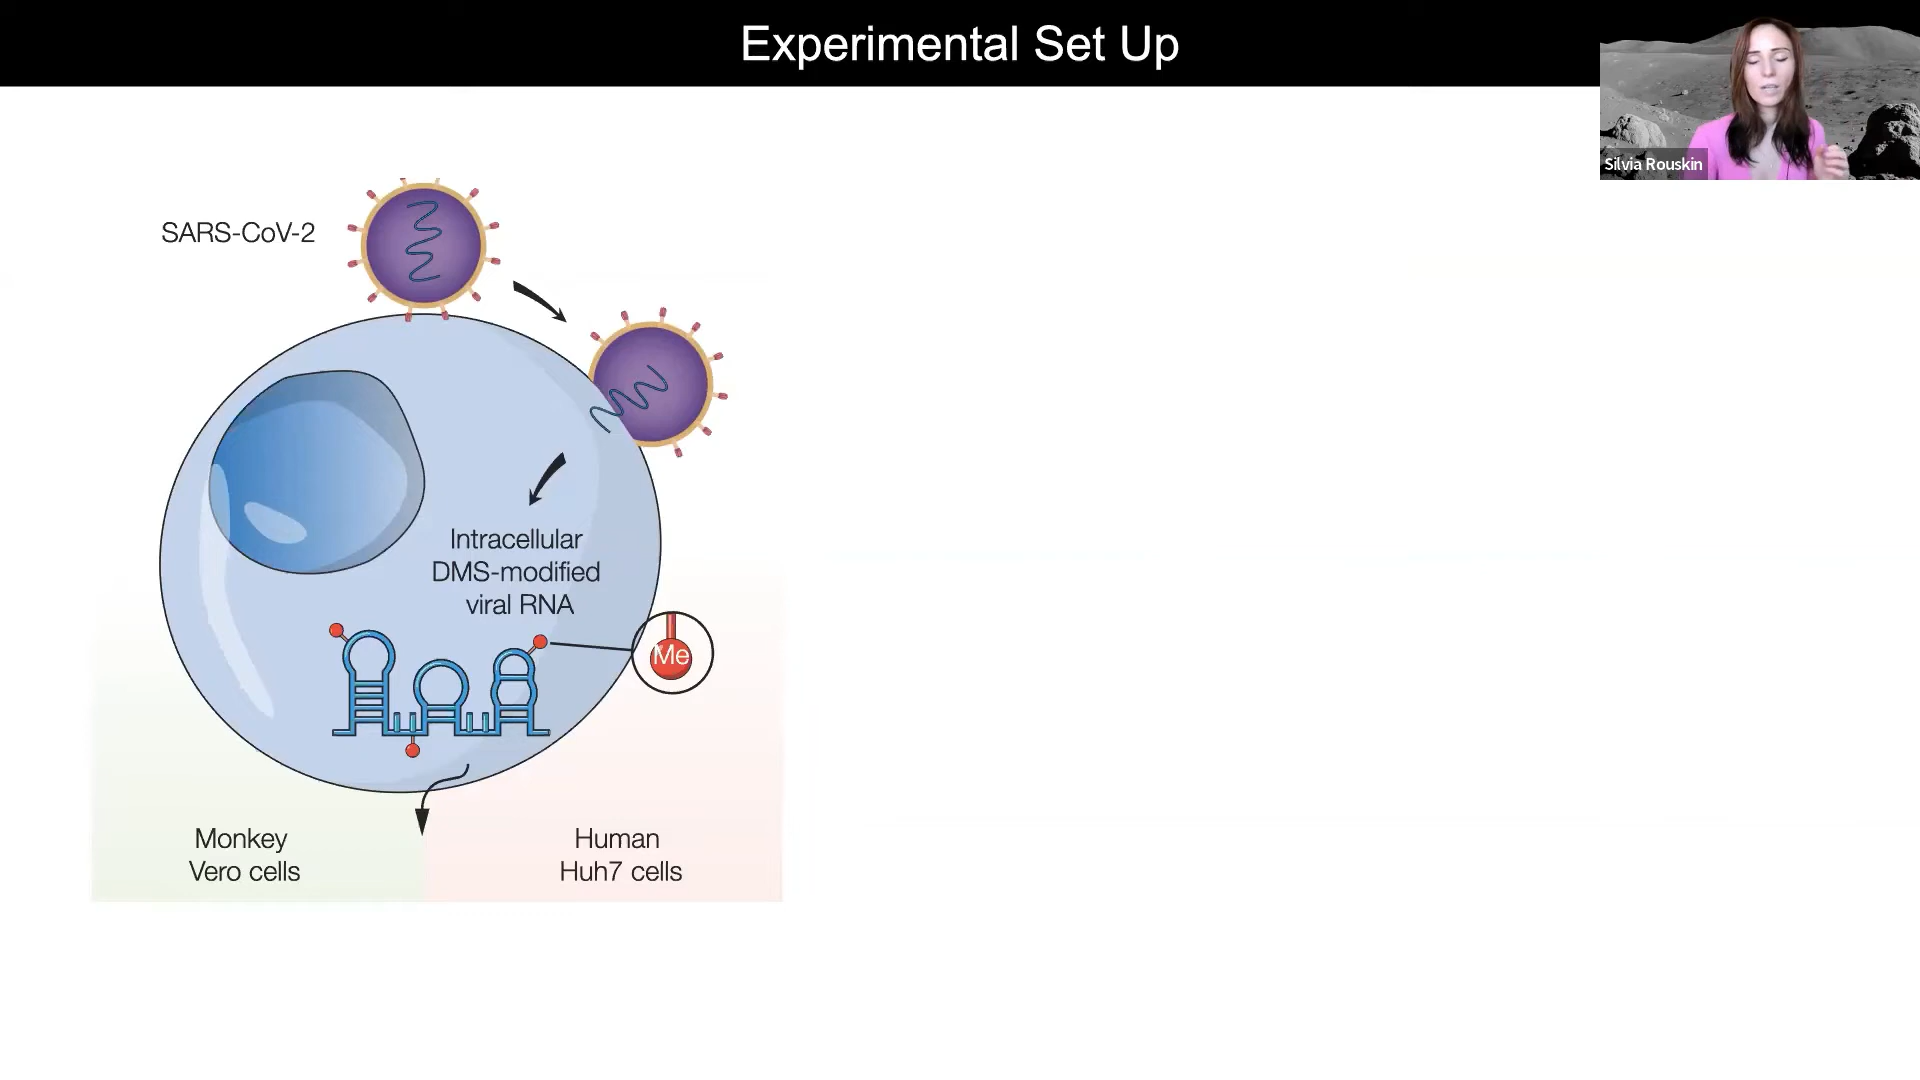 Experimental Set Up
Silvia Rouskin
SARS-CoV-2
Intracellular
DMS-modified
viral RNA
Me
Monkey
Vero cells
Human
Huh7 cells